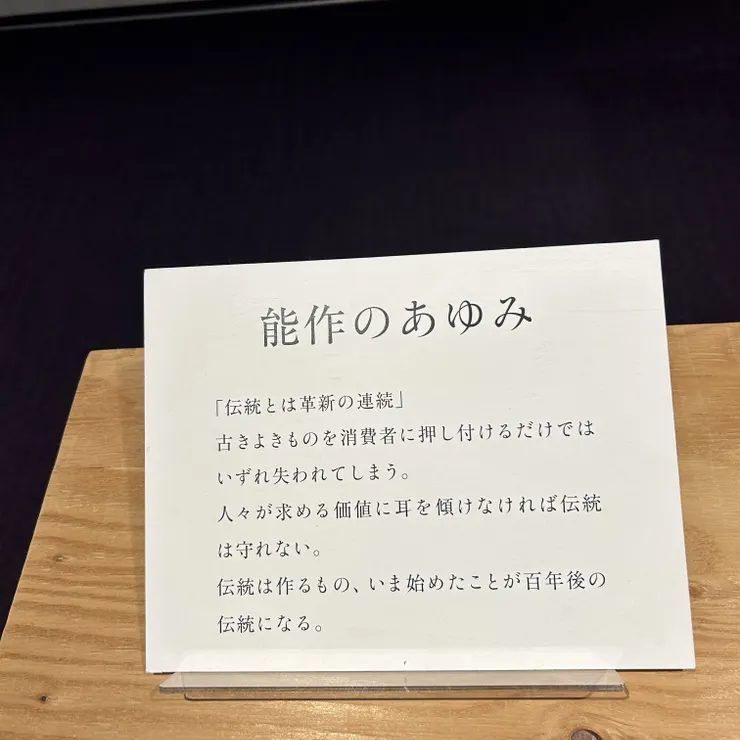 能作のあゆみ
「伝統とは革新の連続」
古きよきものを消費者に押し付けるだけでは
いずれ失われてしまう。
人々が求める価値に耳を傾けなければ伝統
は守れない。
伝統は作るもの、いま始めたことが百年後の
伝統になる。